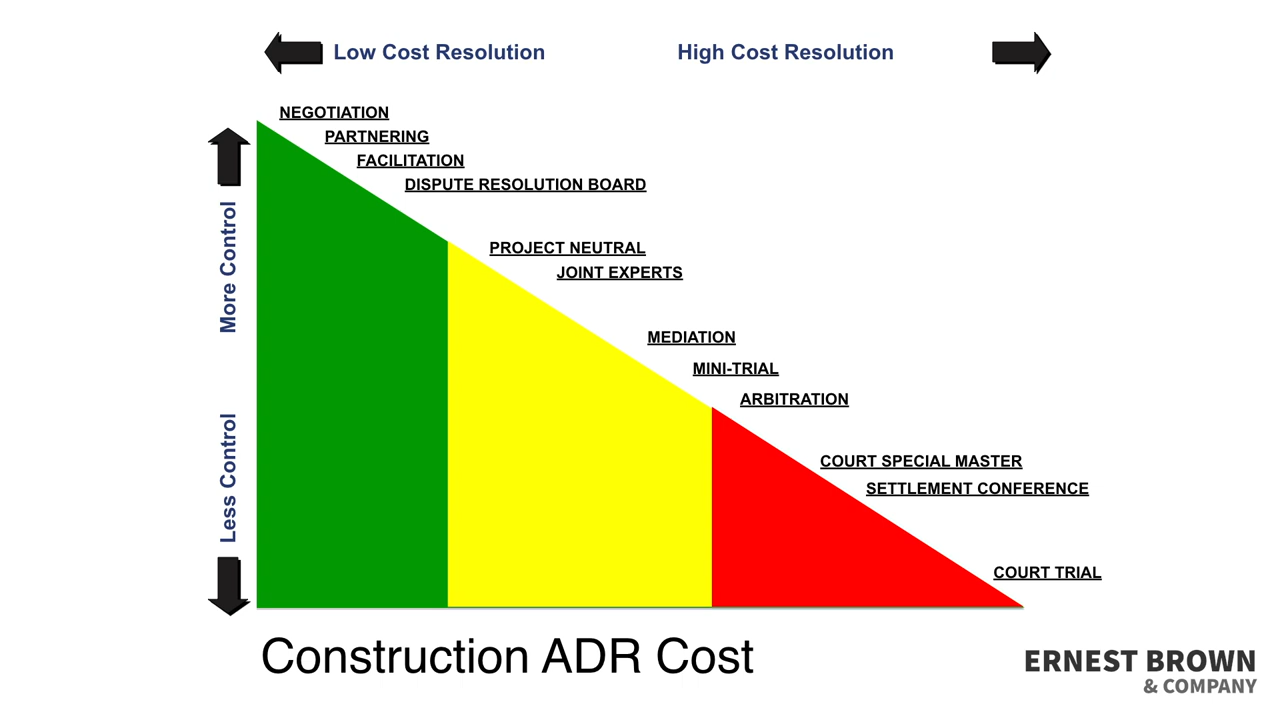 Low Cost Resolution
High Cost Resolution
NEGOTIATION
PARTNERING
FACILITATION
DISPUTE RESOLUTION BOARD
More Control
PROJECT NEUTRAL
JOINT EXPERTS
MEDIATION
MINI-TRIAL
ARBITRATION
Less Control
COURT SPECIAL MASTER
SETTLEMENT CONFERENCE
COURT TRIAL
Construction ADR Cost
ERNEST BROWN
& COMPANY